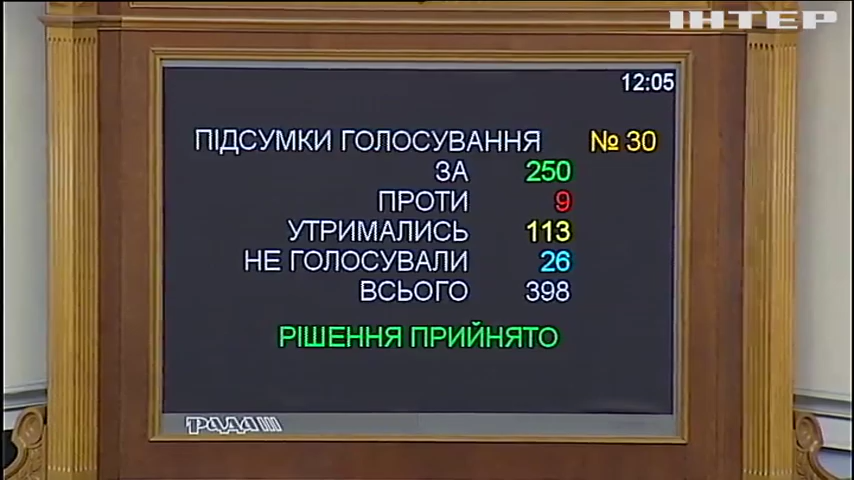 ІНТЕР
12:05
ПІДСУМКИ ГОЛОСУВАННЯ № 30
ЗА 250
ПРОТИ 9
УТРИМАЛИСЬ 113
НЕ ГОЛОСУВАЛИ 26
ВСЬОГО 398
РІШЕННЯ ПРИЙНЯТО
РАДА